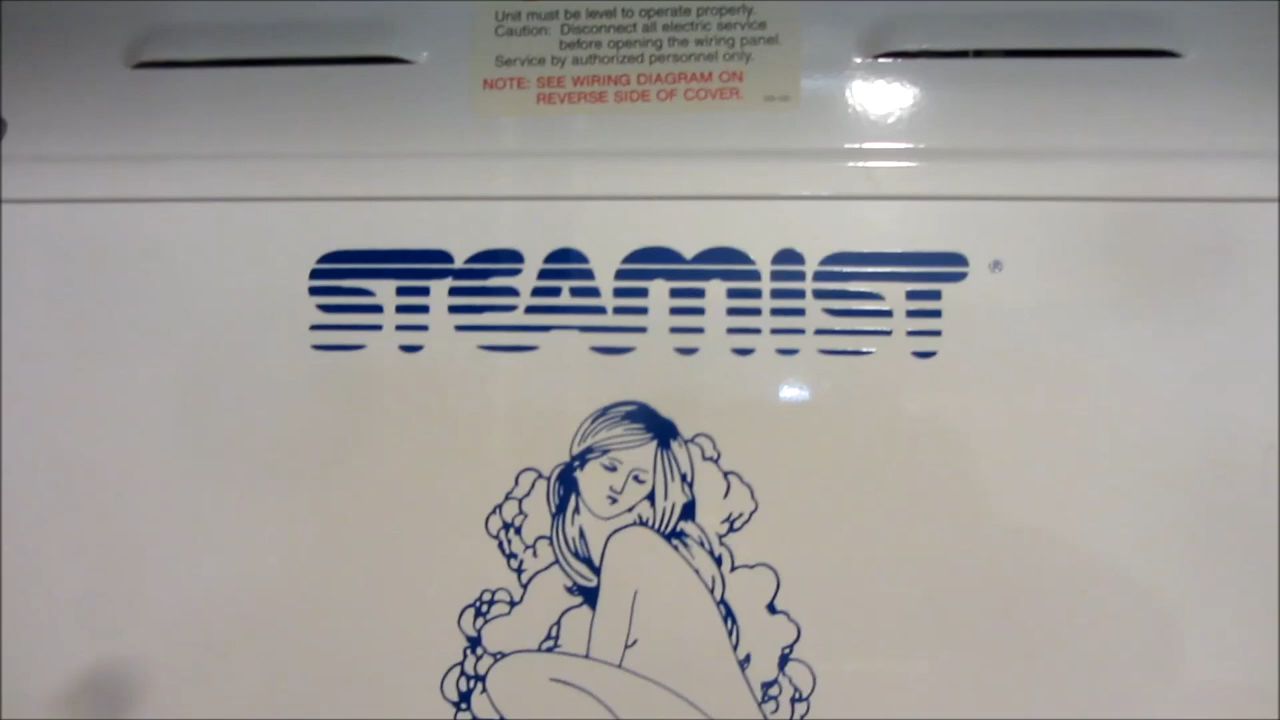 Unit must be level to operate properly.
Caution: Disconnect all electric service
before opening the wiring panel.
Service by authorized personnel only.
NOTE: SEE WIRING DIAGRAM ON
REVERSE SIDE OF COVER.
STEAMIST ®